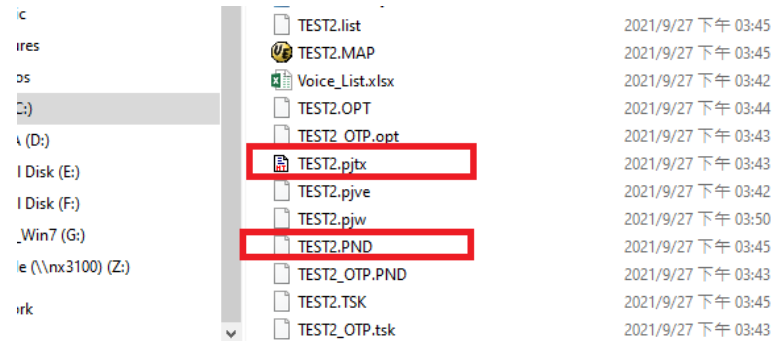 ic
TEST2.list 2021/9/27 下午 03:45
ures
TEST2.MAP 2021/9/27 下午 03:45
os
Voice_List.xlsx 2021/9/27 下午 03:42
C:)
TEST2.OPT 2021/9/27 下午 03:44
(D:)
TEST2_OTP.opt 2021/9/27 下午 03:43
l Disk (E:)
TEST2.pjtx 2021/9/27 下午 03:43
l Disk (F:)
TEST2.pjve 2021/9/27 下午 03:42
_Win7 (G:)
TEST2.pjw 2021/9/27 下午 03:50
TEST2.PND 2021/9/27 下午 03:45
le (\\nx3100) (Z:)
TEST2_OTP.PND 2021/9/27 下午 03:43
ork
TEST2.TSK 2021/9/27 下午 03:45
TEST2_OTP.tsk 2021/9/27 下午 03:43